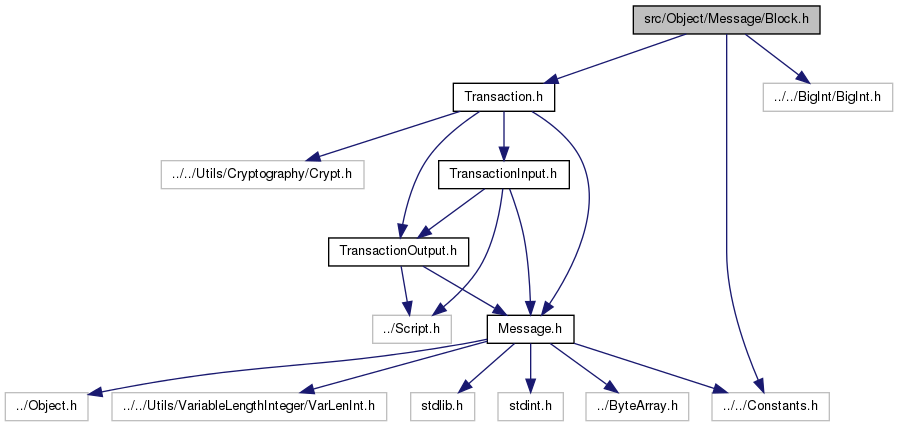 src/Object/Message/Block.h
Transaction.h
../../BigInt/BigInt.h
../../Utils/Cryptography/Crypt.h
TransactionInput.h
TransactionOutput.h
../Script.h
Message.h
../Object.h
../../Utils/VariableLengthInteger/VarLenInt.h
stdlib.h
stdint.h
../ByteArray.h
../../Constants.h